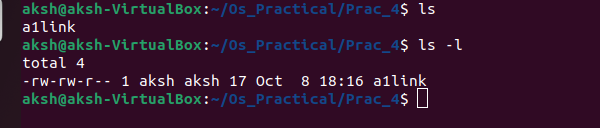 aksh@aksh-VirtualBox:~/Os_Practical/Prac_4$ ls
a1link
aksh@aksh-VirtualBox:~/Os_Practical/Prac_4$ ls -l
total 4
-rw-rw-r-- 1 aksh aksh 17 Oct  8 18:16 a1link
aksh@aksh-VirtualBox:~/Os_Practical/Prac_4$